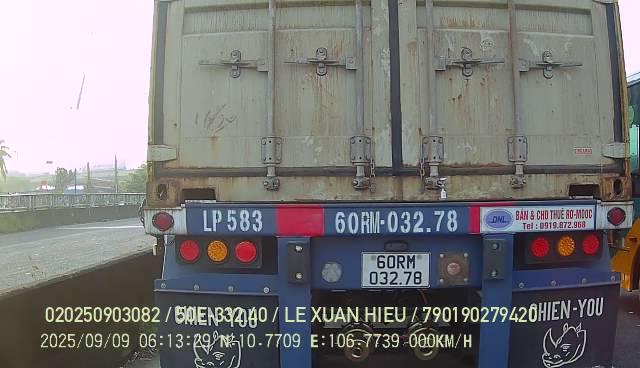 LP 583
60RM-032.78
DNL
BÁN & CHO THUÊ RƠ-MOOC
Tel : 0919.872.968
60RM
032.78
CHIEN-YOU
CHIEN-YOU
020250903082 / 50E-332.40 / LE XUAN HIEU / 790190279420
2025/09/09 06:13:29 N:10.7709 E:106.7739 000KM/H